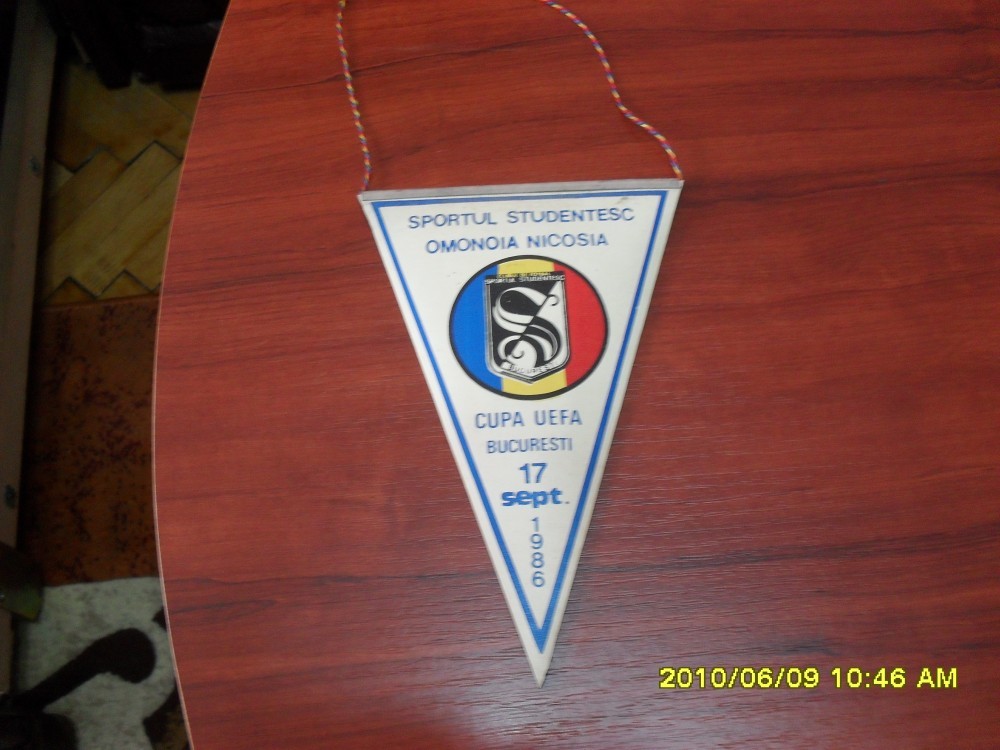 SPORTUL STUDENTESC
OMONOIA NICOSIA
SPORTUL STUDENTESC
CUPA UEFA
BUCURESTI
17
sept.
1986
2010/06/09 10:46 AM